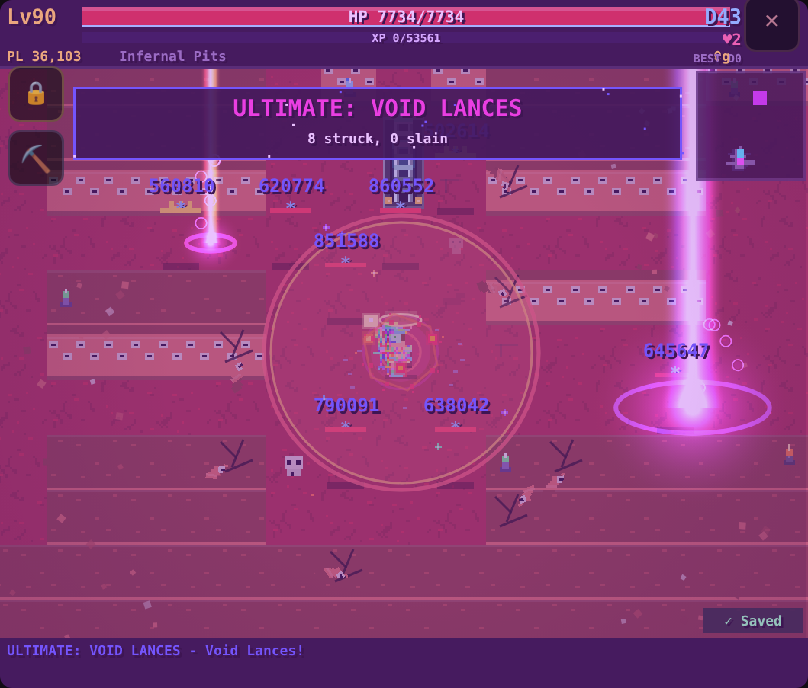 Lv90 HP 7734/7734 D43
XP 0/53561 ♥2
PL 36,103 Infernal Pits
ULTIMATE: VOID LANCES
8 struck, 0 slain
560810 620774 860552
851588
645647
790091 638042
✓ Saved
ULTIMATE: VOID LANCES - Void Lances!